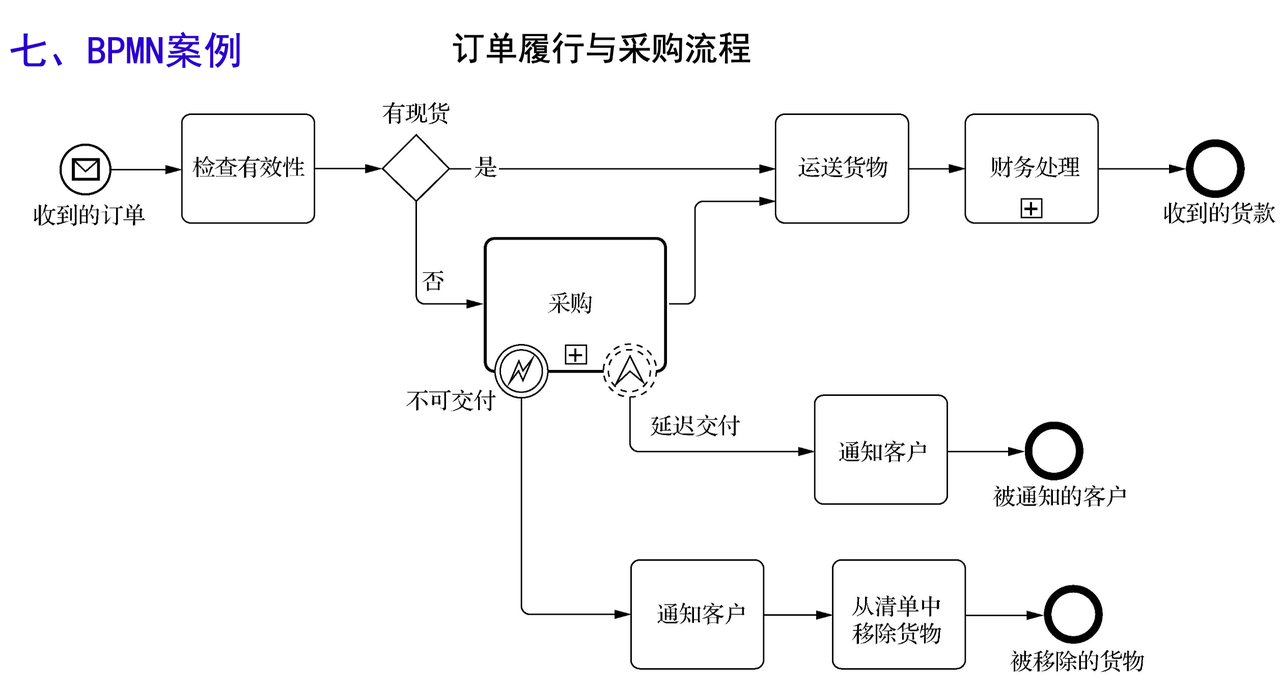 七、BPMN案例
订单履行与采购流程
有现货
收到的订单
检查有效性
是
运送货物
财务处理
收到的货款
否
采购
不可交付
延迟交付
通知客户
被通知的客户
通知客户
从清单中
移除货物
被移除的货物